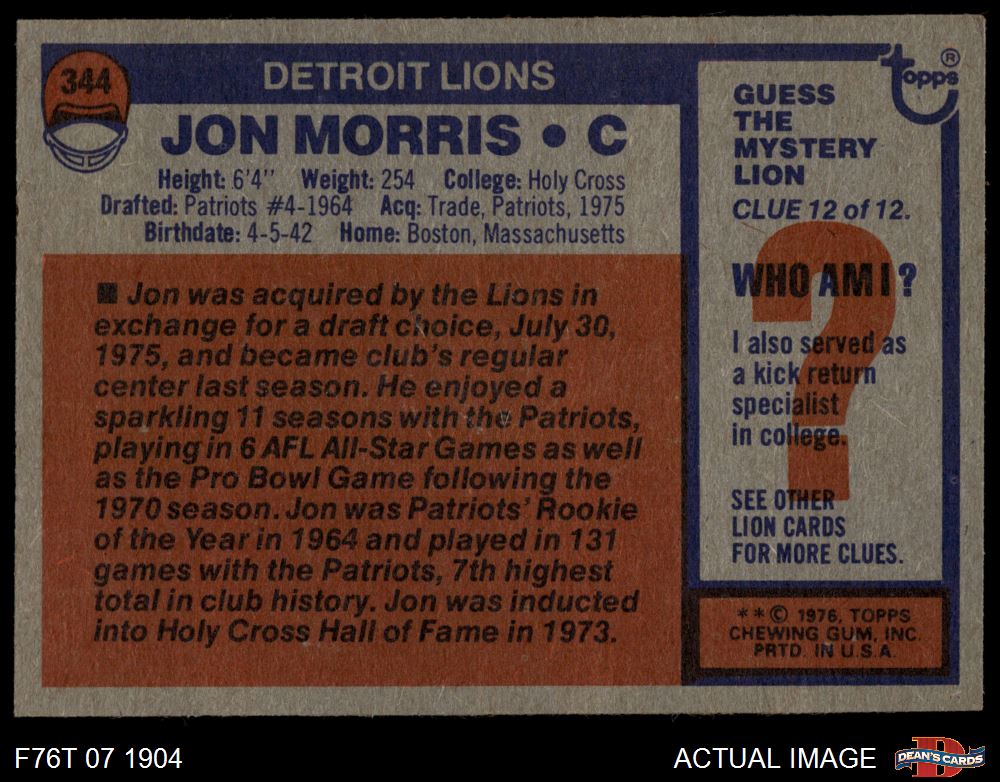 344
DETROIT LIONS
JON MORRIS • C
Height: 6'4" Weight: 254 College: Holy Cross
Drafted: Patriots #4-1964 Acq: Trade, Patriots, 1975
Birthdate: 4-5-42 Home: Boston, Massachusetts
■ Jon was acquired by the Lions in
exchange for a draft choice, July 30,
1975, and became club's regular
center last season. He enjoyed a
sparkling 11 seasons with the Patriots,
playing in 6 AFL All-Star Games as well
as the Pro Bowl Game following the
1970 season. Jon was Patriots' Rookie
of the Year in 1964 and played in 131
games with the Patriots, 7th highest
total in club history. Jon was inducted
into Holy Cross Hall of Fame in 1973.
topps ®
GUESS
THE
MYSTERY
LION
CLUE 12 of 12.
?
WHO AM I?
I also served as
a kick return
specialist
in college.
SEE OTHER
LION CARDS
FOR MORE CLUES.
**© 1976, TOPPS
CHEWING GUM, INC.
PRTD. IN U.S.A.
F76T 07 1904
ACTUAL IMAGE
D
DEAN'S CARDS